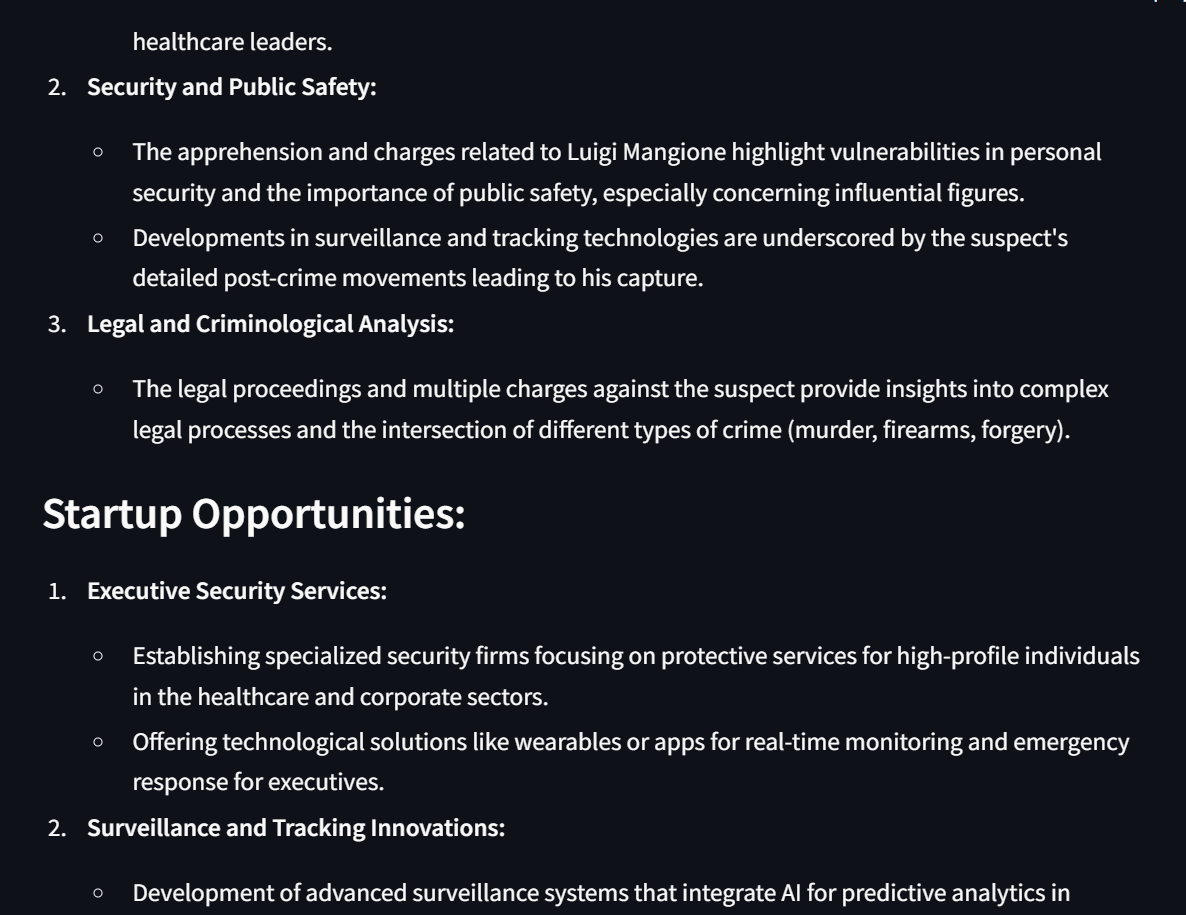 healthcare leaders.
2. Security and Public Safety:
○ The apprehension and charges related to Luigi Mangione highlight vulnerabilities in personal
security and the importance of public safety, especially concerning influential figures.
○ Developments in surveillance and tracking technologies are underscored by the suspect's
detailed post-crime movements leading to his capture.
3. Legal and Criminological Analysis:
○ The legal proceedings and multiple charges against the suspect provide insights into complex
legal processes and the intersection of different types of crime (murder, firearms, forgery).
Startup Opportunities:
1. Executive Security Services:
○ Establishing specialized security firms focusing on protective services for high-profile individuals
in the healthcare and corporate sectors.
○ Offering technological solutions like wearables or apps for real-time monitoring and emergency
response for executives.
2. Surveillance and Tracking Innovations:
○ Development of advanced surveillance systems that integrate AI for predictive analytics in